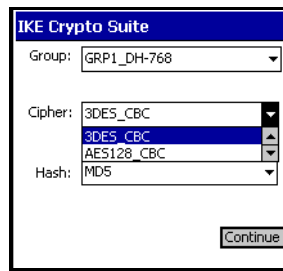 IKE Crypto Suite
Group: GRP1_DH-768
Cipher: 3DES_CBC
3DES_CBC
AES128_CBC
Hash: MD5
Continue